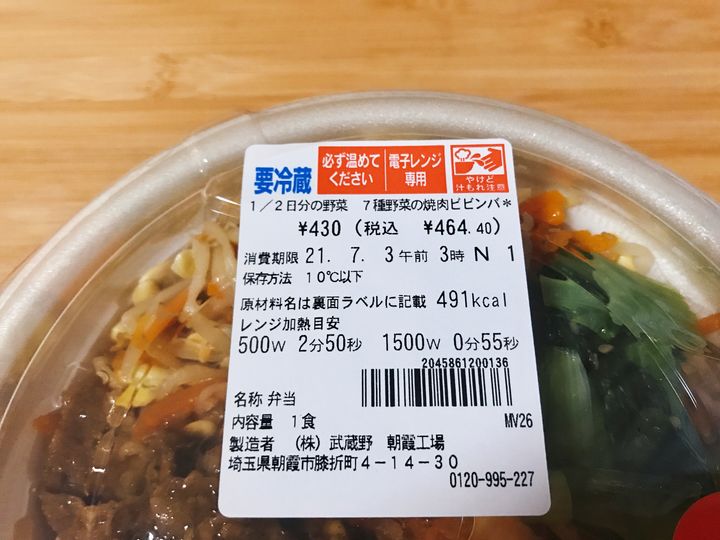 要冷蔵
必ず温めて
ください
電子レンジ
専用
やけど
汁もれ注意
1/2日分の野菜 7種野菜の焼肉ビビンバ*
¥430(税込 ¥464.40)
消費期限 21. 7. 3 午前 3時 N 1
保存方法 10℃以下
原材料名は裏面ラベルに記載 491kcal
レンジ加熱目安
500W 2分50秒 1500W 0分55秒
2045861200136
名称 弁当
内容量 1食 MV26
製造者 (株)武蔵野 朝霞工場
埼玉県朝霞市膝折町4-14-30
0120-995-227